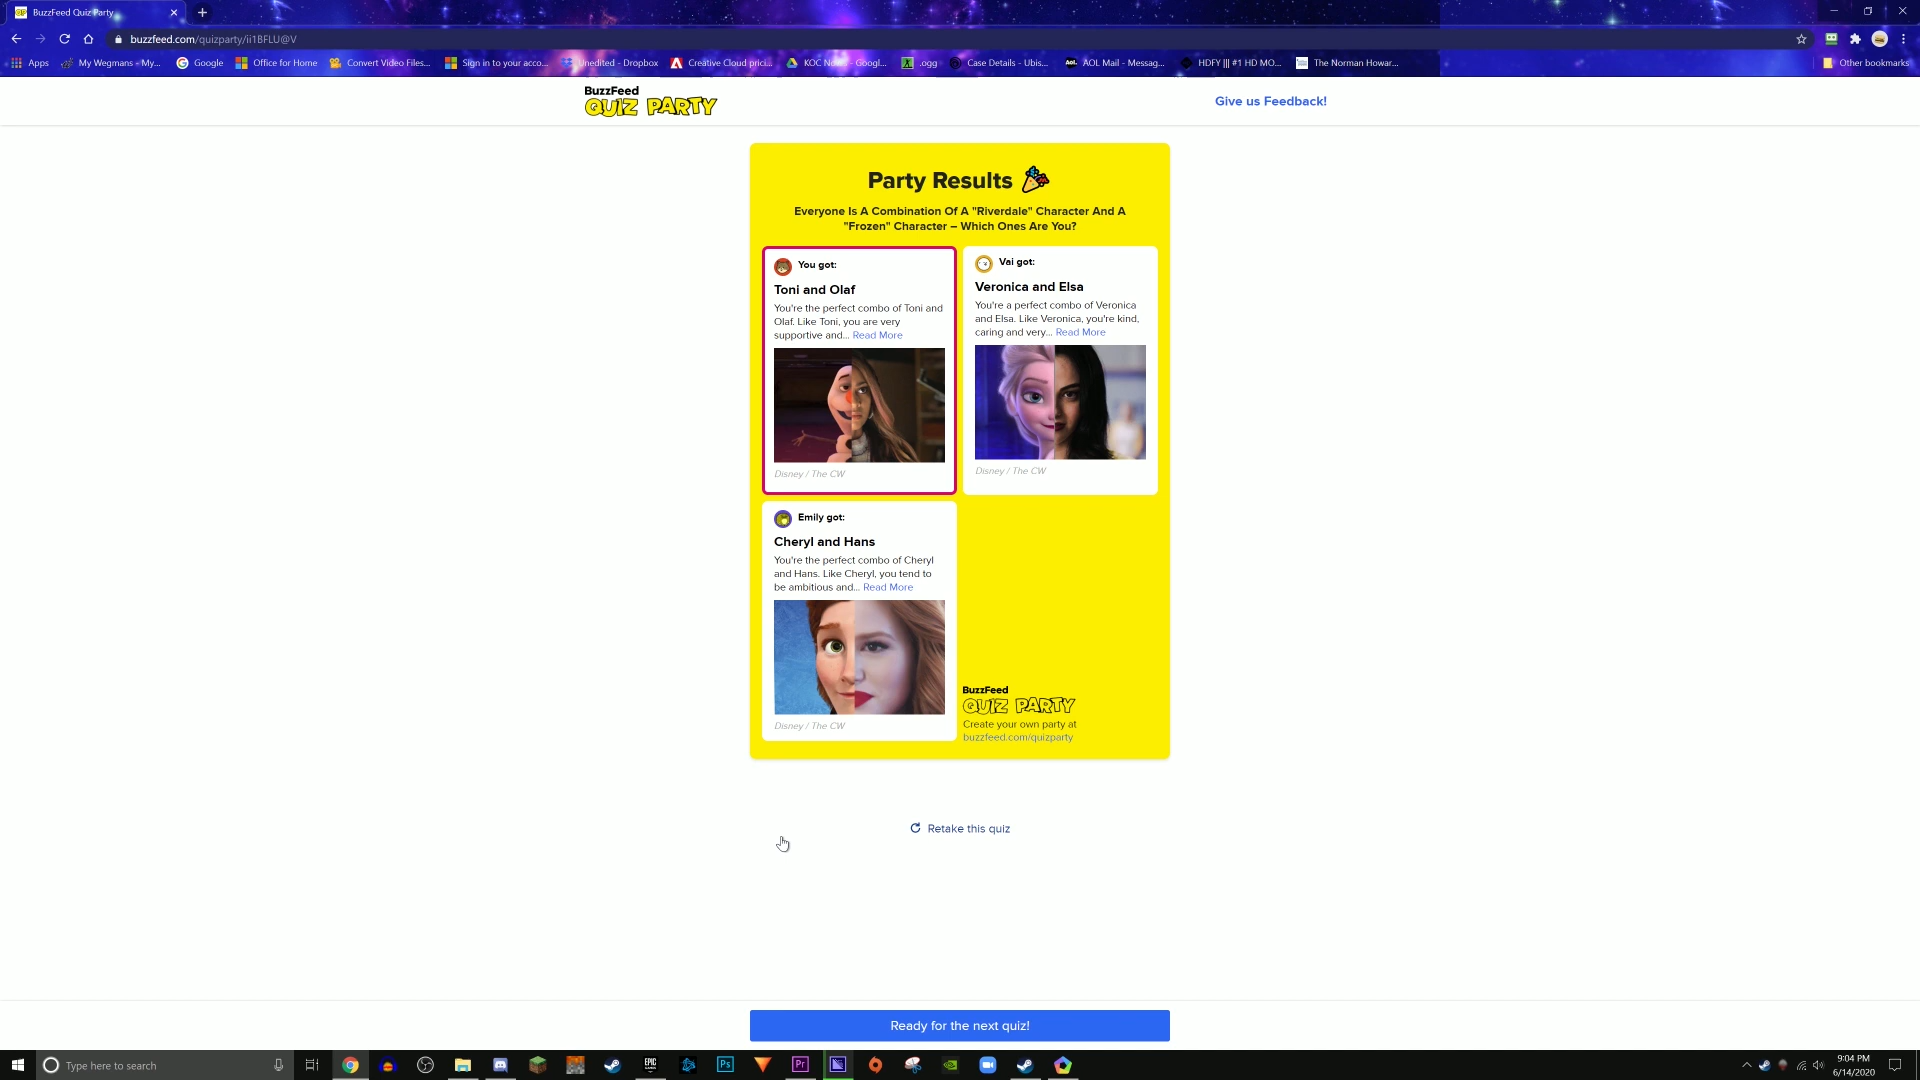 BuzzFeed Quiz Party
buzzfeed.com/quizparty/ii1BFLU@V
Apps
My Wegmans - My...
Google
Office for Home
Convert Video Files...
Sign in to your acco...
Unedited - Dropbox
Creative Cloud prici...
.ogg
Case Details - Ubis...
AOL Mail - Messag...
HDFY ||| #1 HD MO...
The Norman Howar...
Other bookmarks
BuzzFeed
QUIZ PARTY
Give us Feedback!
Party Results
Everyone Is A Combination Of A "Riverdale" Character And A
"Frozen" Character – Which Ones Are You?
You got:
Toni and Olaf
You're the perfect combo of Toni and
Olaf. Like Toni, you are very
supportive and... Read More
Disney / The CW
Vai got:
Veronica and Elsa
You're a perfect combo of Veronica
and Elsa. Like Veronica, you're kind,
caring and very... Read More
Disney / The CW
Emily got:
Cheryl and Hans
You're the perfect combo of Cheryl
and Hans. Like Cheryl, you tend to
be ambitious and... Read More
Disney / The CW
BuzzFeed
QUIZ PARTY
Create your own party at
buzzfeed.com/quizparty
Retake this quiz
Ready for the next quiz!
Type here to search
EPIC
GAMES
Ps
Pr
9:04 PM
6/14/2020